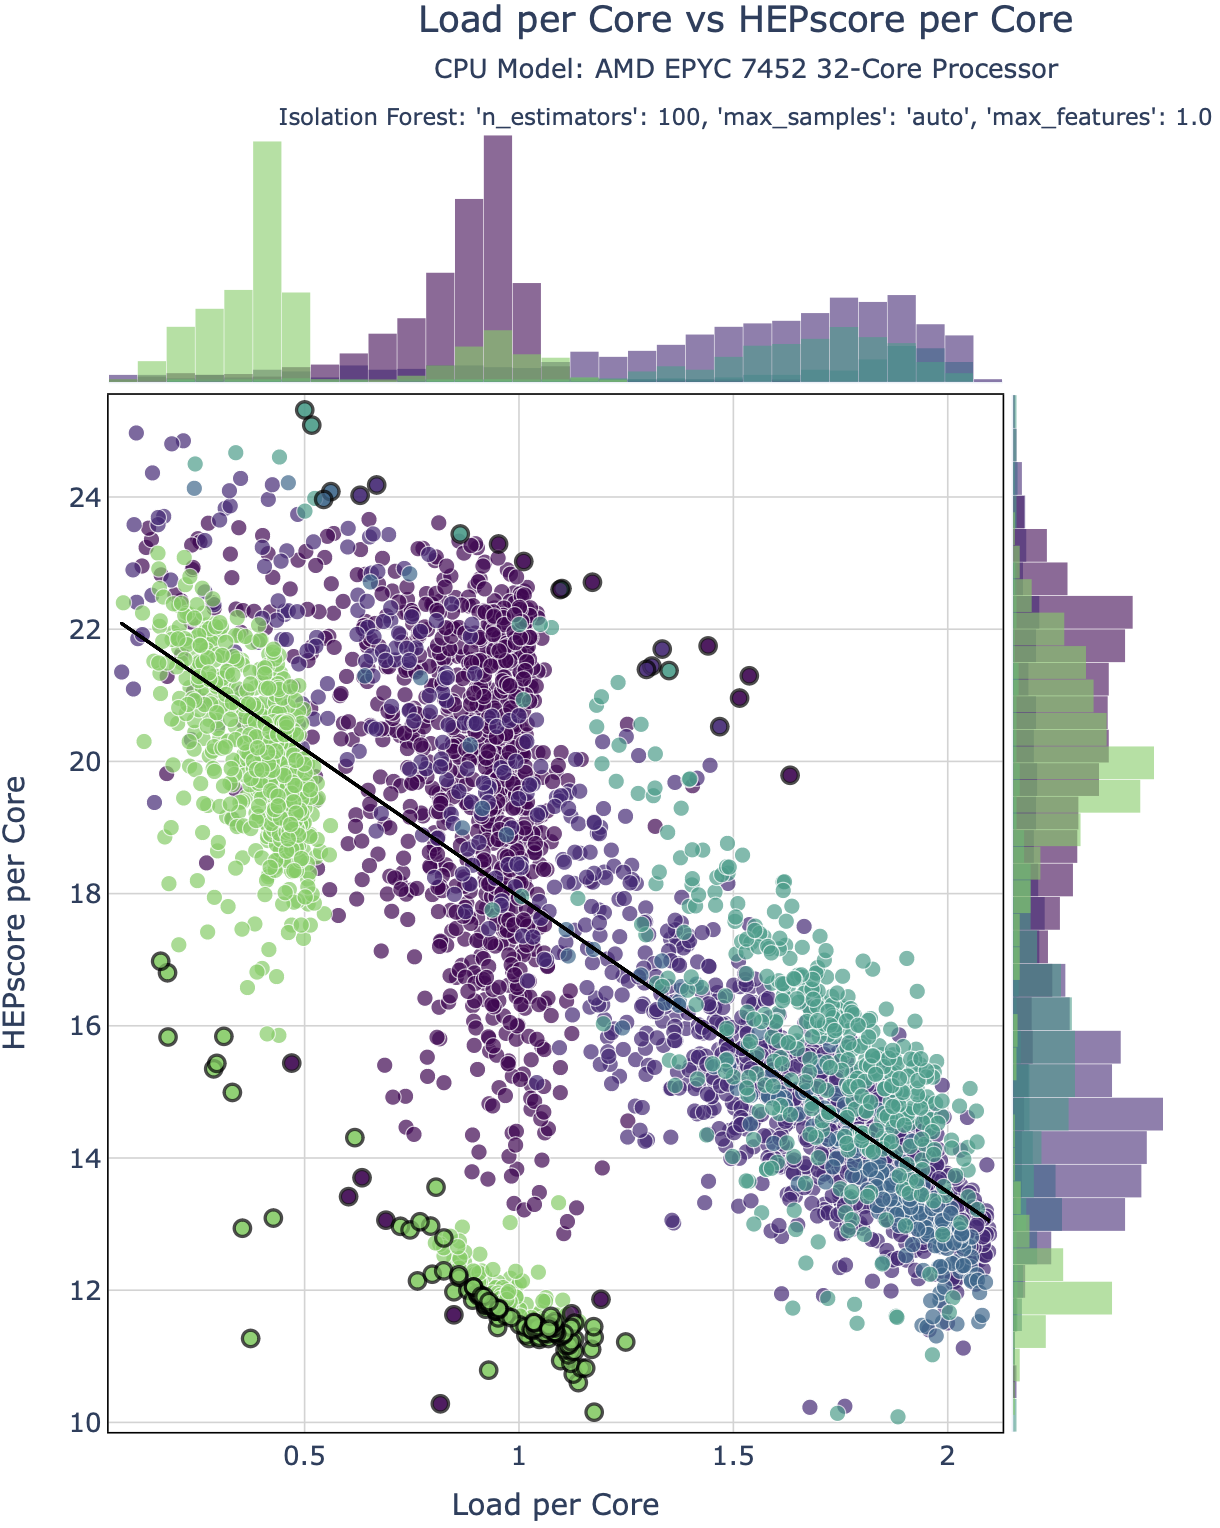 Load per Core vs HEPscore per Core
CPU Model: AMD EPYC 7452 32-Core Processor
Isolation Forest: 'n_estimators': 100, 'max_samples': 'auto', 'max_features': 1.0
24
22
20
18
16
14
12
10
HEPscore per Core
0.5
1
1.5
2
Load per Core